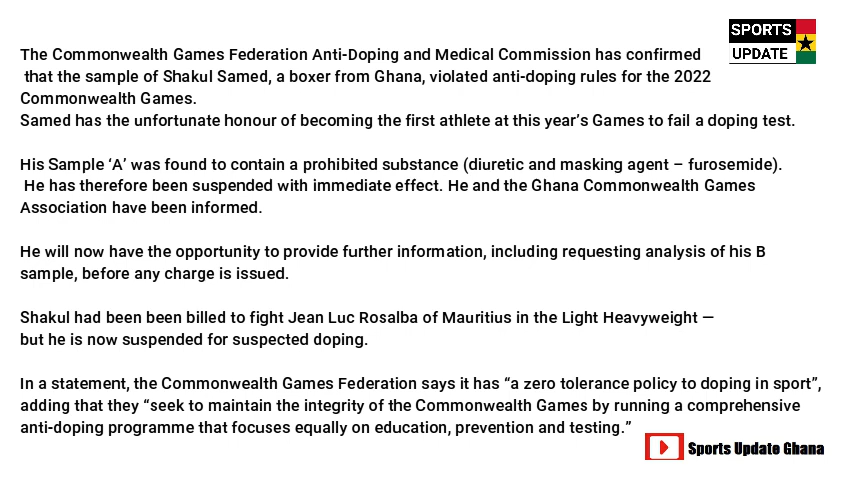 SPORTS
UPDATE
The Commonwealth Games Federation Anti-Doping and Medical Commission has confirmed
that the sample of Shakul Samed, a boxer from Ghana, violated anti-doping rules for the 2022
Commonwealth Games.
Samed has the unfortunate honour of becoming the first athlete at this year's Games to fail a doping test.
His Sample ‘A’ was found to contain a prohibited substance (diuretic and masking agent – furosemide).
He has therefore been suspended with immediate effect. He and the Ghana Commonwealth Games
Association have been informed.
He will now have the opportunity to provide further information, including requesting analysis of his B
sample, before any charge is issued.
Shakul had been been billed to fight Jean Luc Rosalba of Mauritius in the Light Heavyweight —
but he is now suspended for suspected doping.
In a statement, the Commonwealth Games Federation says it has “a zero tolerance policy to doping in sport”,
adding that they “seek to maintain the integrity of the Commonwealth Games by running a comprehensive
anti-doping programme that focuses equally on education, prevention and testing.”
Sports Update Ghana